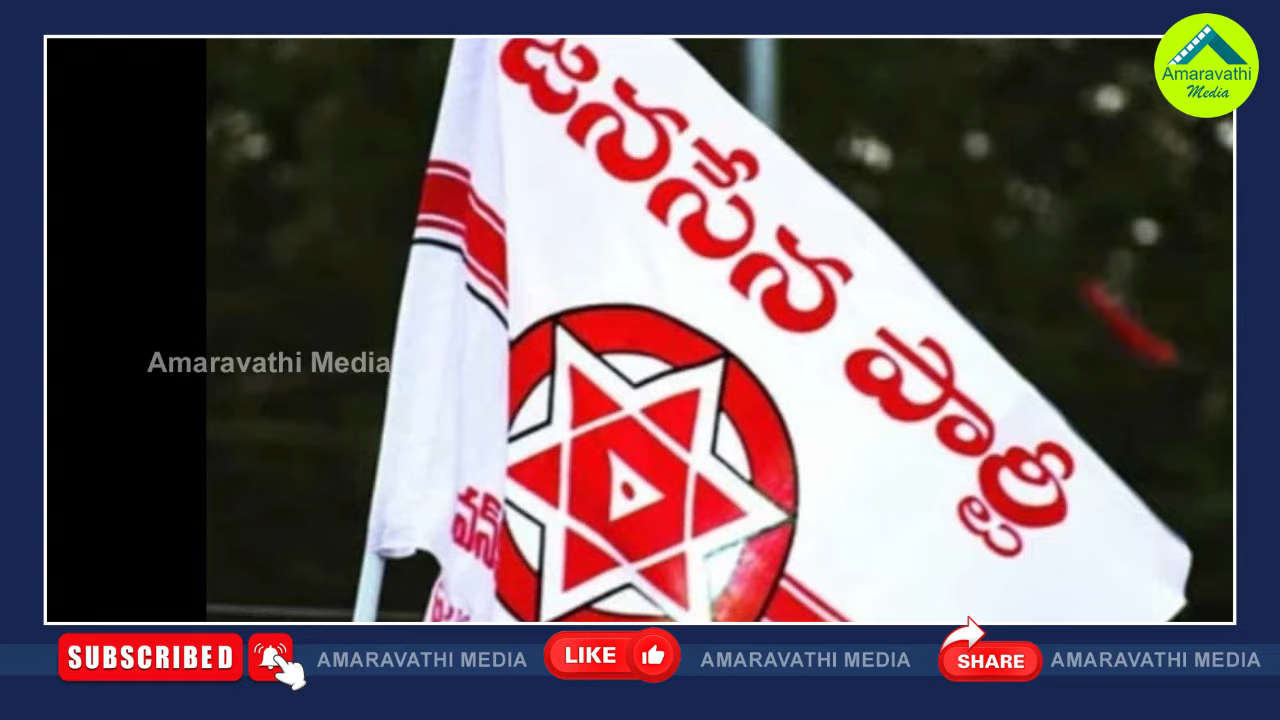 Amaravathi
Media
జనసేన పార్టీ
Amaravathi Media
SUBSCRIBED
AMARAVATHI MEDIA
LIKE
AMARAVATHI MEDIA
SHARE
AMARAVATHI MEDIA